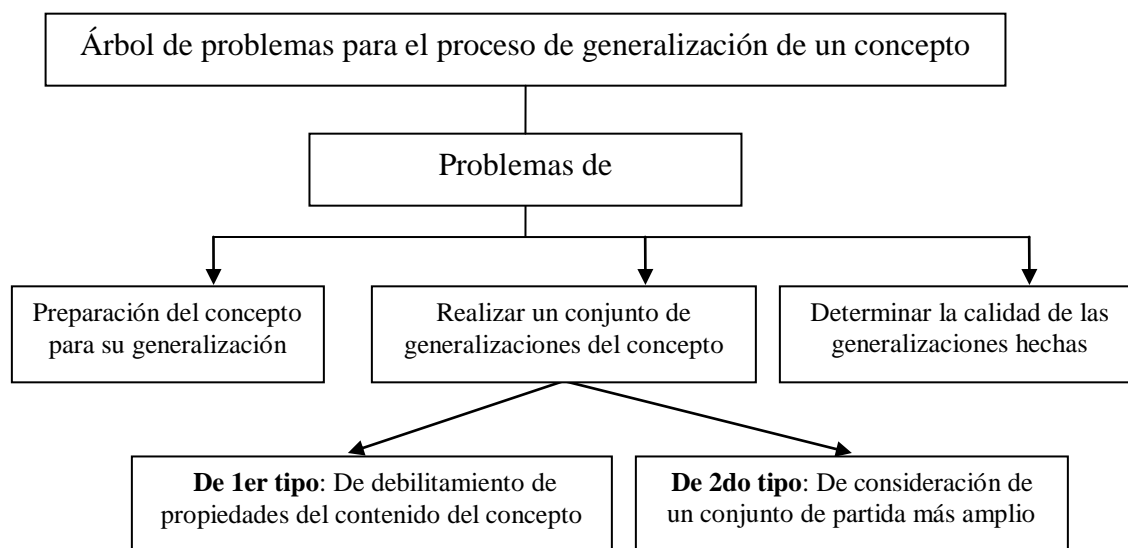 Árbol de problemas para el proceso de generalización de un concepto
Problemas de
Preparación del concepto
para su generalización
Realizar un conjunto de
generalizaciones del concepto
Determinar la calidad de las
generalizaciones hechas
De 1er tipo: De debilitamiento de
propiedades del contenido del concepto
De 2do tipo: De consideración de
un conjunto de partida más amplio